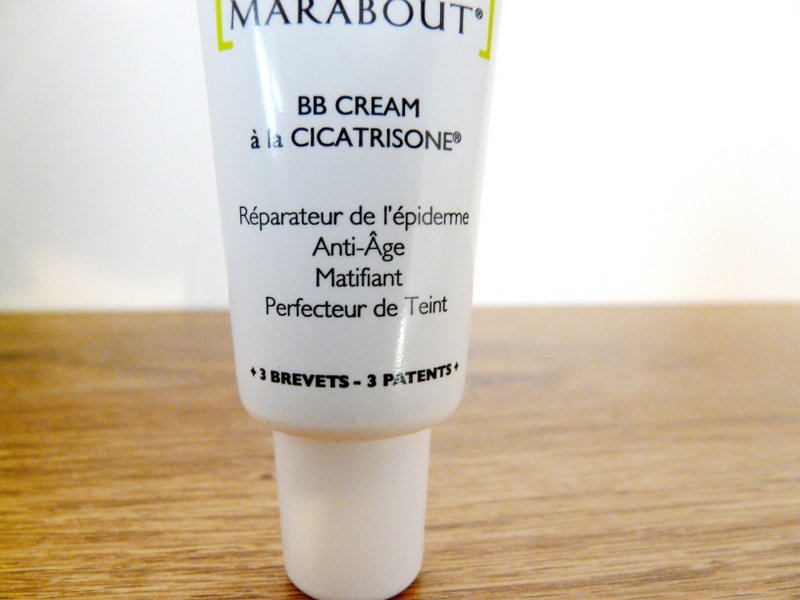 MARABOUT®
BB CREAM
à la CICATRISONE®
Réparateur de l'épiderme
Anti-Âge
Matifiant
Perfecteur de Teint
+ 3 BREVETS - 3 PATENTS +